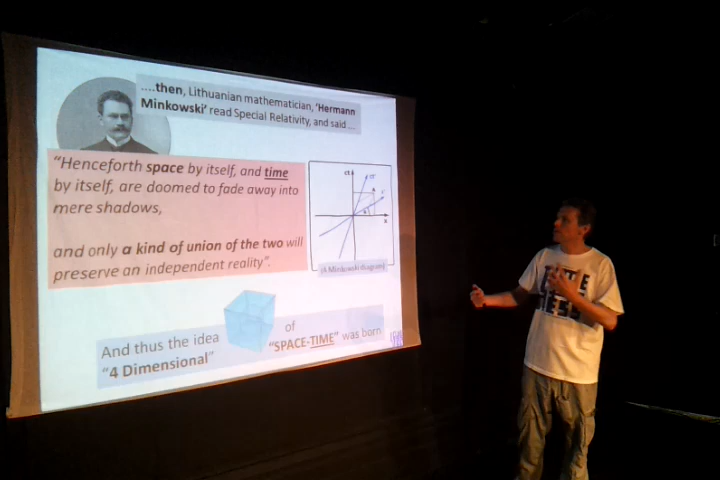 ....then, Lithuanian mathematician, 'Hermann
Minkowski' read Special Relativity, and said ...
"Henceforth space by itself, and time
by itself, are doomed to fade away into
mere shadows,
and only a kind of union of the two will
preserve an independent reality".
ct
ct'
A
x'
x
(A Minkowski diagram)
And thus the idea of
"4 Dimensional" "SPACE-TIME" was born